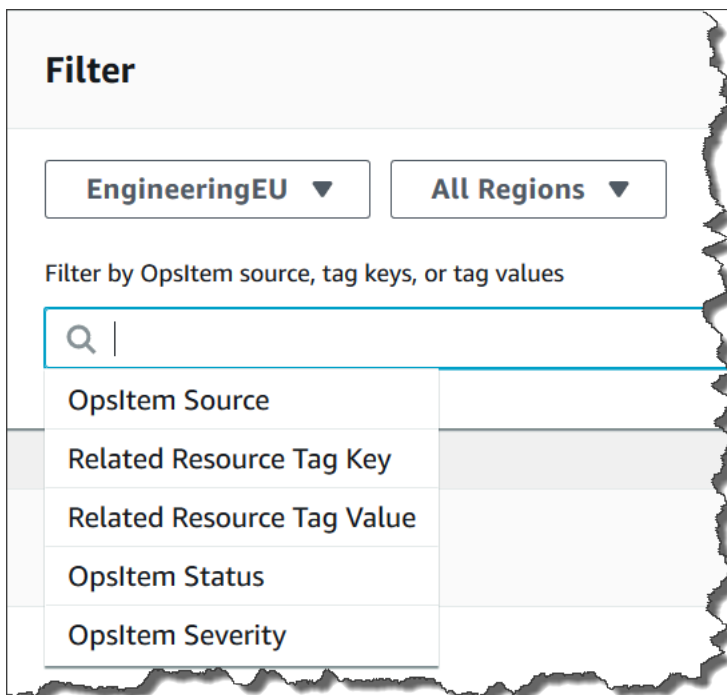 Filter
EngineeringEU All Regions
Filter by OpsItem source, tag keys, or tag values
OpsItem Source
Related Resource Tag Key
Related Resource Tag Value
OpsItem Status
OpsItem Severity